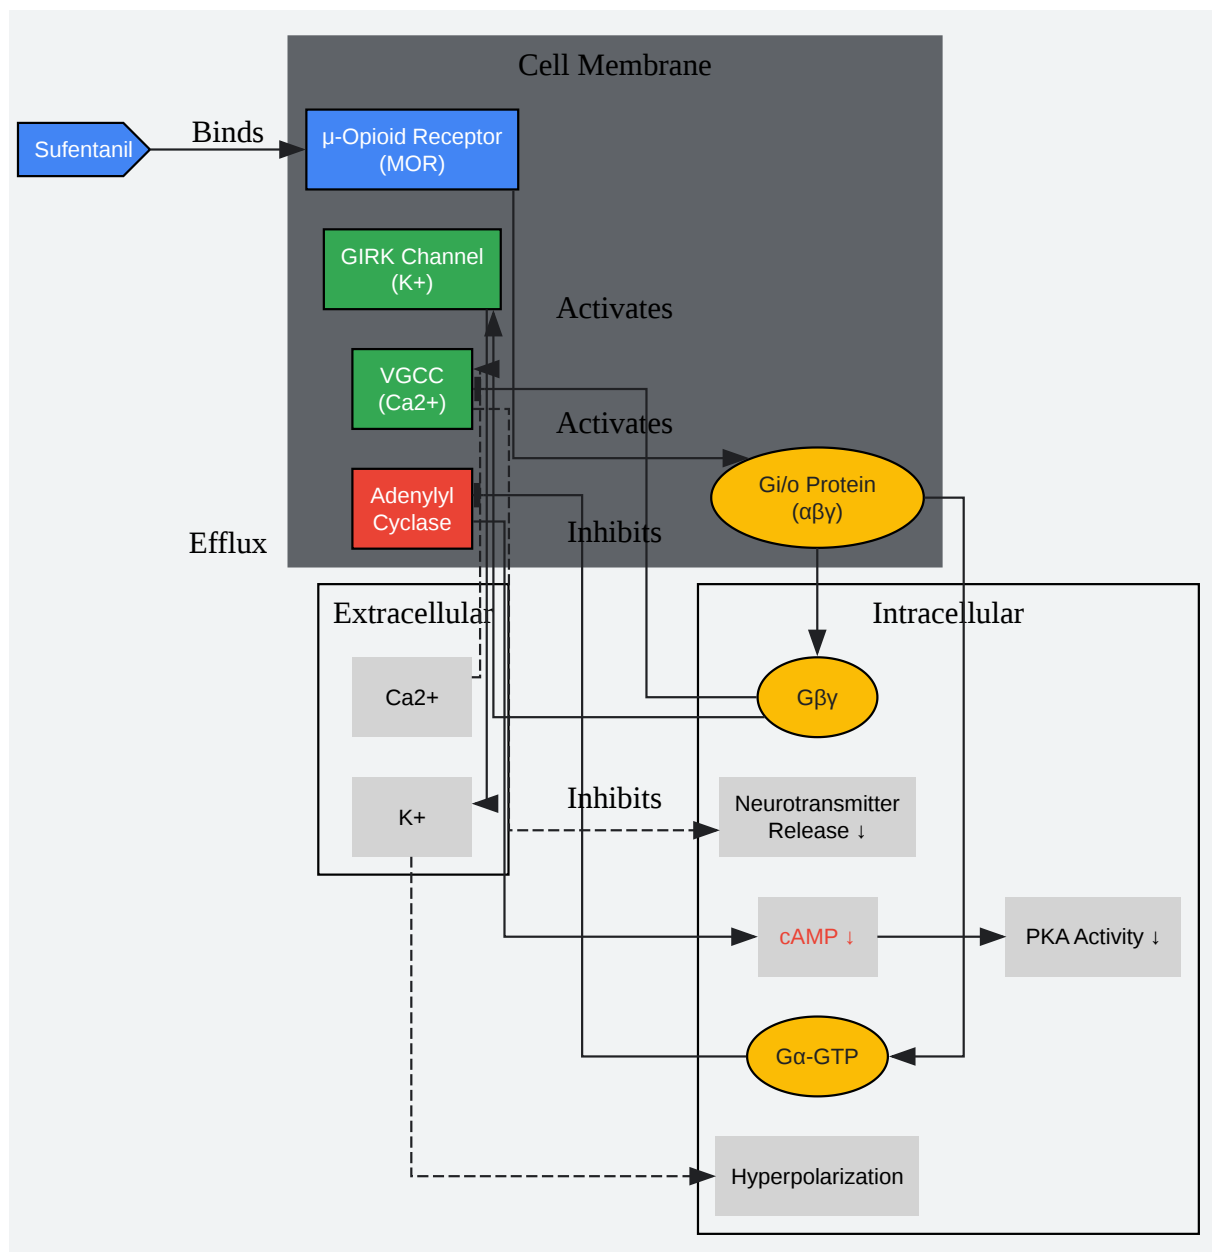 Cell Membrane
Sufentanil
Binds
μ-Opioid Receptor
(MOR)
GIRK Channel
(K+)
Activates
VGCC
(Ca2+)
Activates
Adenylyl
Cyclase
Gi/o Protein
(αβγ)
Inhibits
Efflux
Extracellular
Intracellular
Ca2+
Gβγ
K+
Inhibits
Neurotransmitter
Release ↓
cAMP ↓
PKA Activity ↓
Gα-GTP
Hyperpolarization